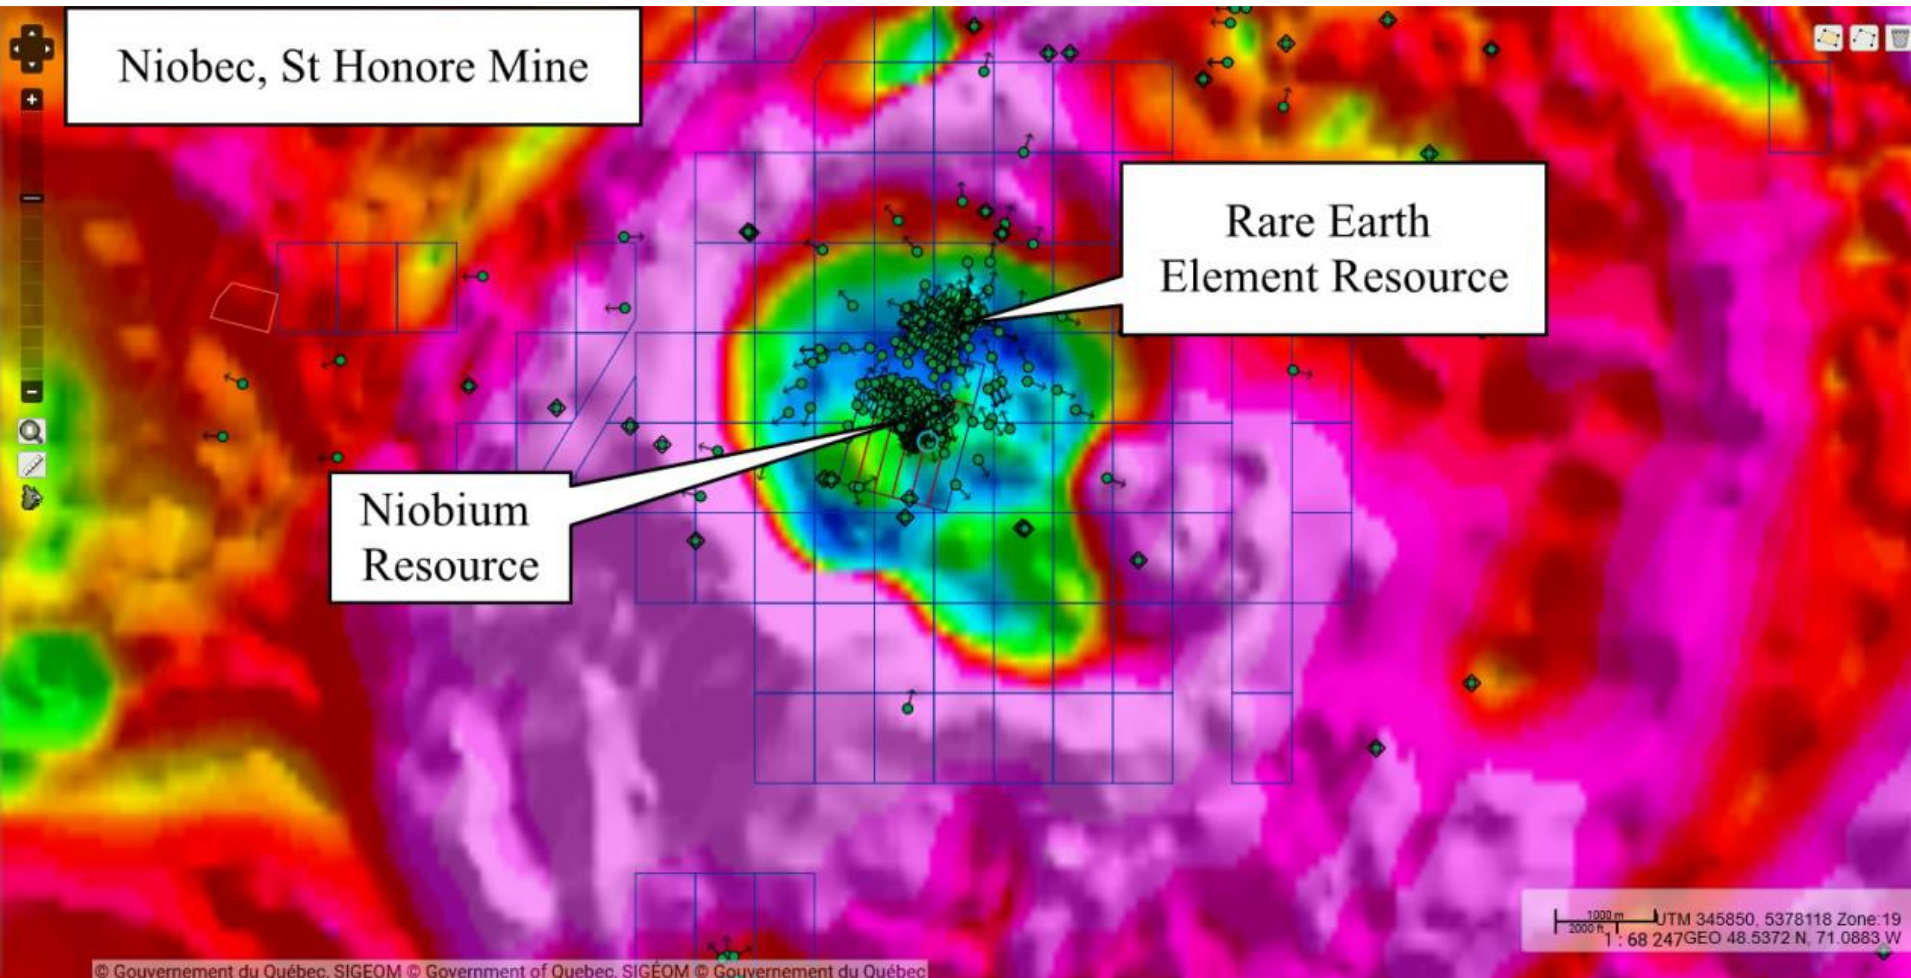 Niobec, St Honore Mine
Rare Earth
Element Resource
Niobium
Resource
1000 m
2000 ft
UTM 345850, 5378118 Zone:19
1 : 68 247
GEO 48.5372 N, 71.0883 W
© Gouvernement du Québec, SIGEOM © Government of Quebec, SIGÉOM © Gouvernement du Québec